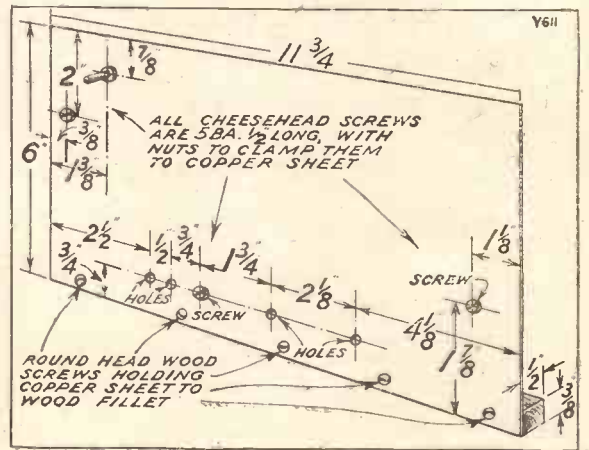 Y611
11 3/4"
7/8"
2"
3/8"
6"
1 3/8"
ALL CHEESEHEAD SCREWS
ARE 5BA. 1/2" LONG, WITH
NUTS TO CLAMP THEM
TO COPPER SHEET
2 1/2"
1/2"
3/4"
1 3/4"
2 1/8"
4 1/8"
1 1/8"
3/4"
HOLES
SCREW
HOLES
SCREW
1 7/8"
1/2"
3/8"
ROUND HEAD WOOD
SCREWS HOLDING
COPPER SHEET TO
WOOD FILLET